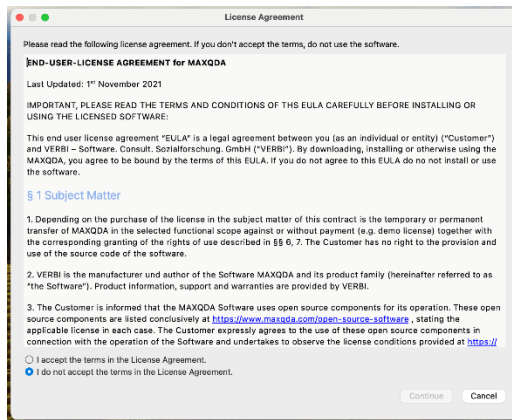 License Agreement
Please read the following license agreement. If you don't accept the terms, do not use the software.
END-USER-LICENSE AGREEMENT for MAXQDA
Last Updated: 1st November 2021
IMPORTANT, PLEASE READ THE TERMS AND CONDITIONS OF THS EULA CAREFULLY BEFORE INSTALLING OR
USING THE LICENSED SOFTWARE:
This end user license agreement "EULA" is a legal agreement between you (as an individual or entity) ("Customer")
and VERBI – Software. Consult. Sozialforschung. GmbH ("VERBI"). By downloading, installing or otherwise using the
MAXQDA, you agree to be bound by the terms of this EULA. If you do not agree to this EULA do no not install or use
the software.
§ 1 Subject Matter
1. Depending on the purchase of the license in the subject matter of this contract is the temporary or permanent
transfer of MAXQDA in the selected functional scope against or without payment (e.g. demo license) together with
the corresponding granting of the rights of use described in §§ 6, 7. The Customer has no right to the provision and
use of the source code of the software.
2. VERBI is the manufacturer und author of the Software MAXQDA and its product family (hereinafter referred to as
"the Software"). Product information, support and warranties are provided by VERBI.
3. The Customer is informed that the MAXQDA Software uses open source components for its operation. These open
source components are listed conclusively at https://www.maxqda.com/open-source-software , stating the
applicable license in each case. The Customer expressly agrees to the use of these open source components in
connection with the operation of the Software and undertakes to observe the license conditions provided at https://
I accept the terms in the License Agreement.
I do not accept the terms in the License Agreement.
Continue Cancel